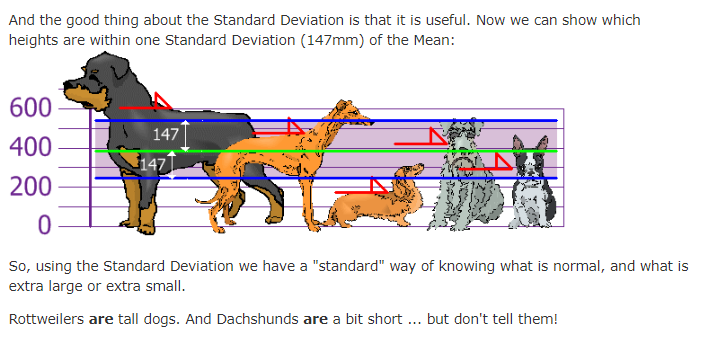 And the good thing about the Standard Deviation is that it is useful. Now we can show which
heights are within one Standard Deviation (147mm) of the Mean:
600
147
400
147
200
0
So, using the Standard Deviation we have a "standard" way of knowing what is normal, and what is
extra large or extra small.
Rottweilers are tall dogs. And Dachshunds are a bit short ... but don't tell them!